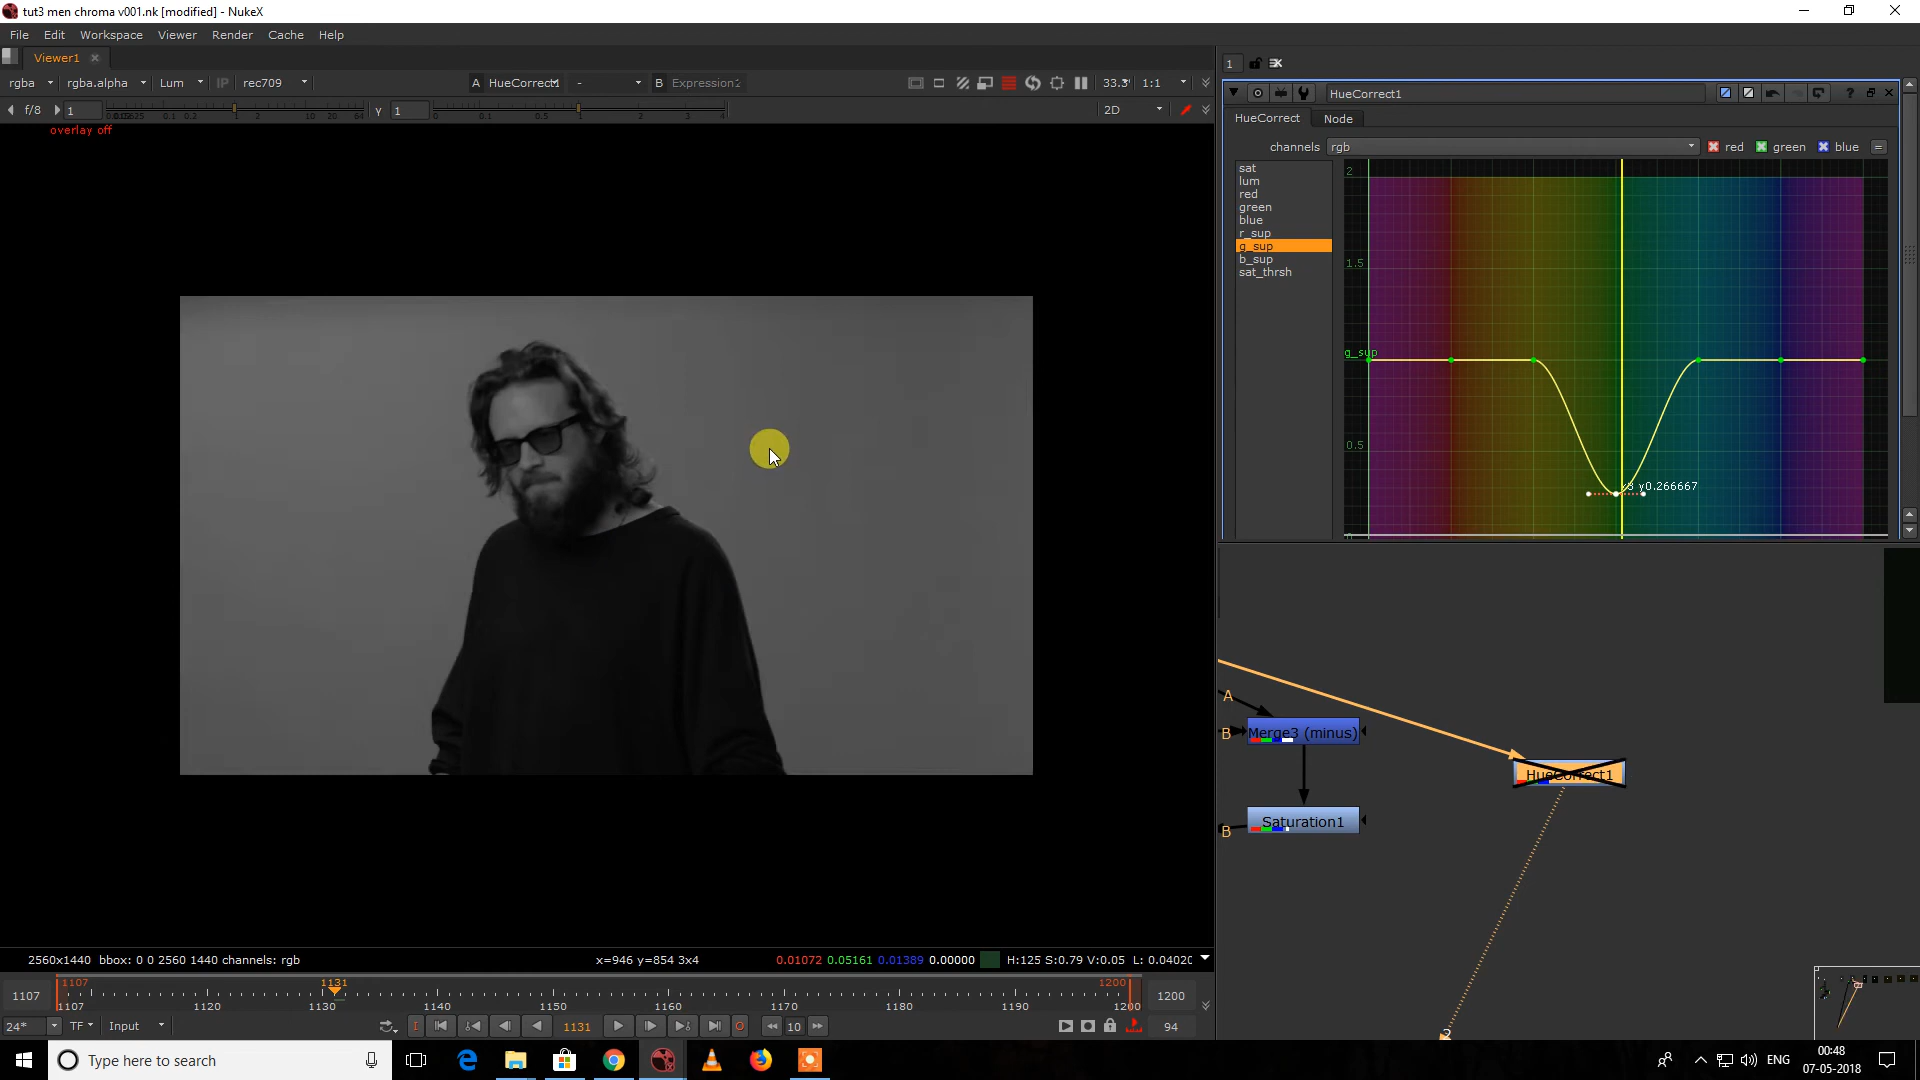 tut3 men chroma v001.nk [modified] - NukeX
File Edit Workspace Viewer Render Cache Help
Viewer1
rgba rgba.alpha Lum IP rec709 A HueCorrect1 - B Expression2 1:1
f/8 1 γ 1 2D
overlay off
1
HueCorrect1
HueCorrect Node
channels rgb red green blue =
sat
lum
red
green
blue
r_sup
g_sup
b_sup
sat_thrsh
2
1.5
g_sup
0.5
y0.266667
A
B Merge3 (minus)
HueCorrect1
B Saturation1
2
2560x1440 bbox: 0 0 2560 1440 channels: rgb x=946 y=854 3x4 0.01072 0.05161 0.01389 0.00000 H:125 S:0.79 V:0.05 L: 0.0402
1107 1107 1131 1200 1200
1107 1120 1130 1140 1150 1160 1170 1180 1190 1200
24* TF Input 1131 10 94
Type here to search
ENG
00:48
07-05-2018